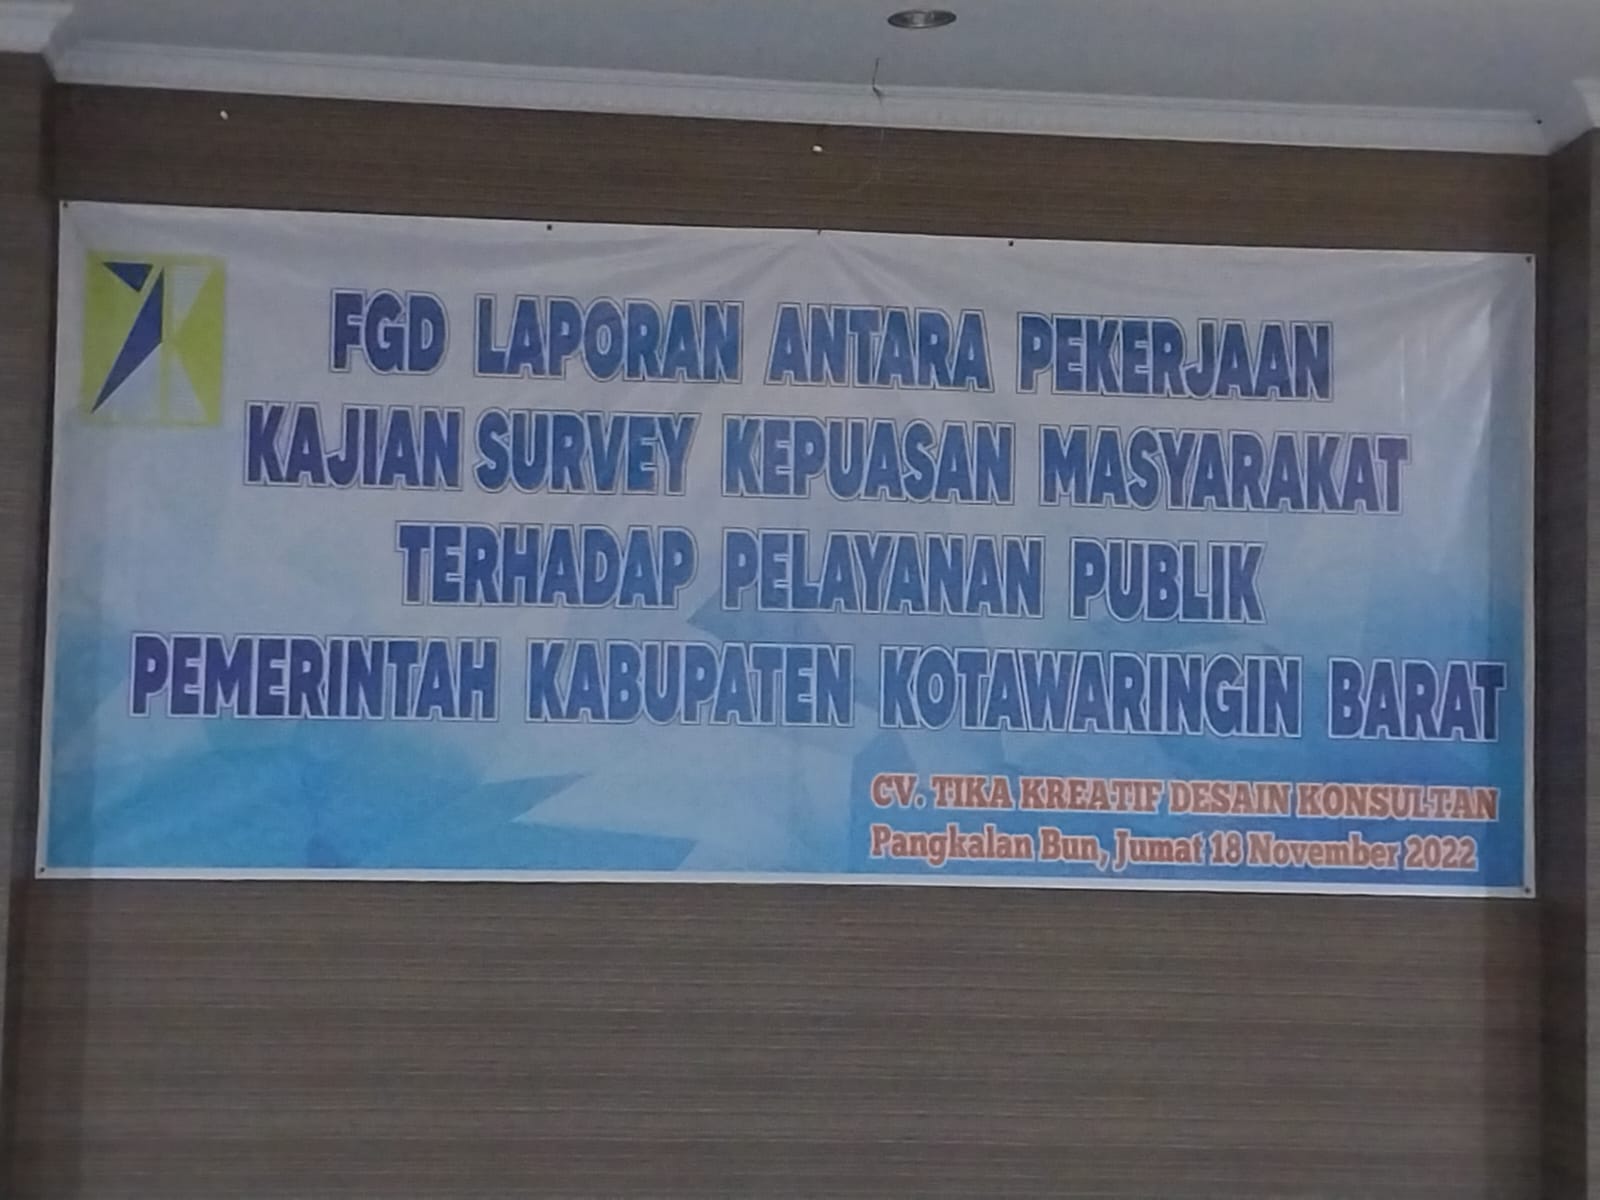 FGD LAPORAN ANTARA PEKERJAAN
KAJIAN SURVEY KEPUASAN MASYARAKAT
TERHADAP PELAYANAN PUBLIK
PEMERINTAH KABUPATEN KOTAWARINGIN BARAT
CV. TIKA KREATIF DESAIN KONSULTAN
Pangkalan Bun, Jumat 18 November 2022